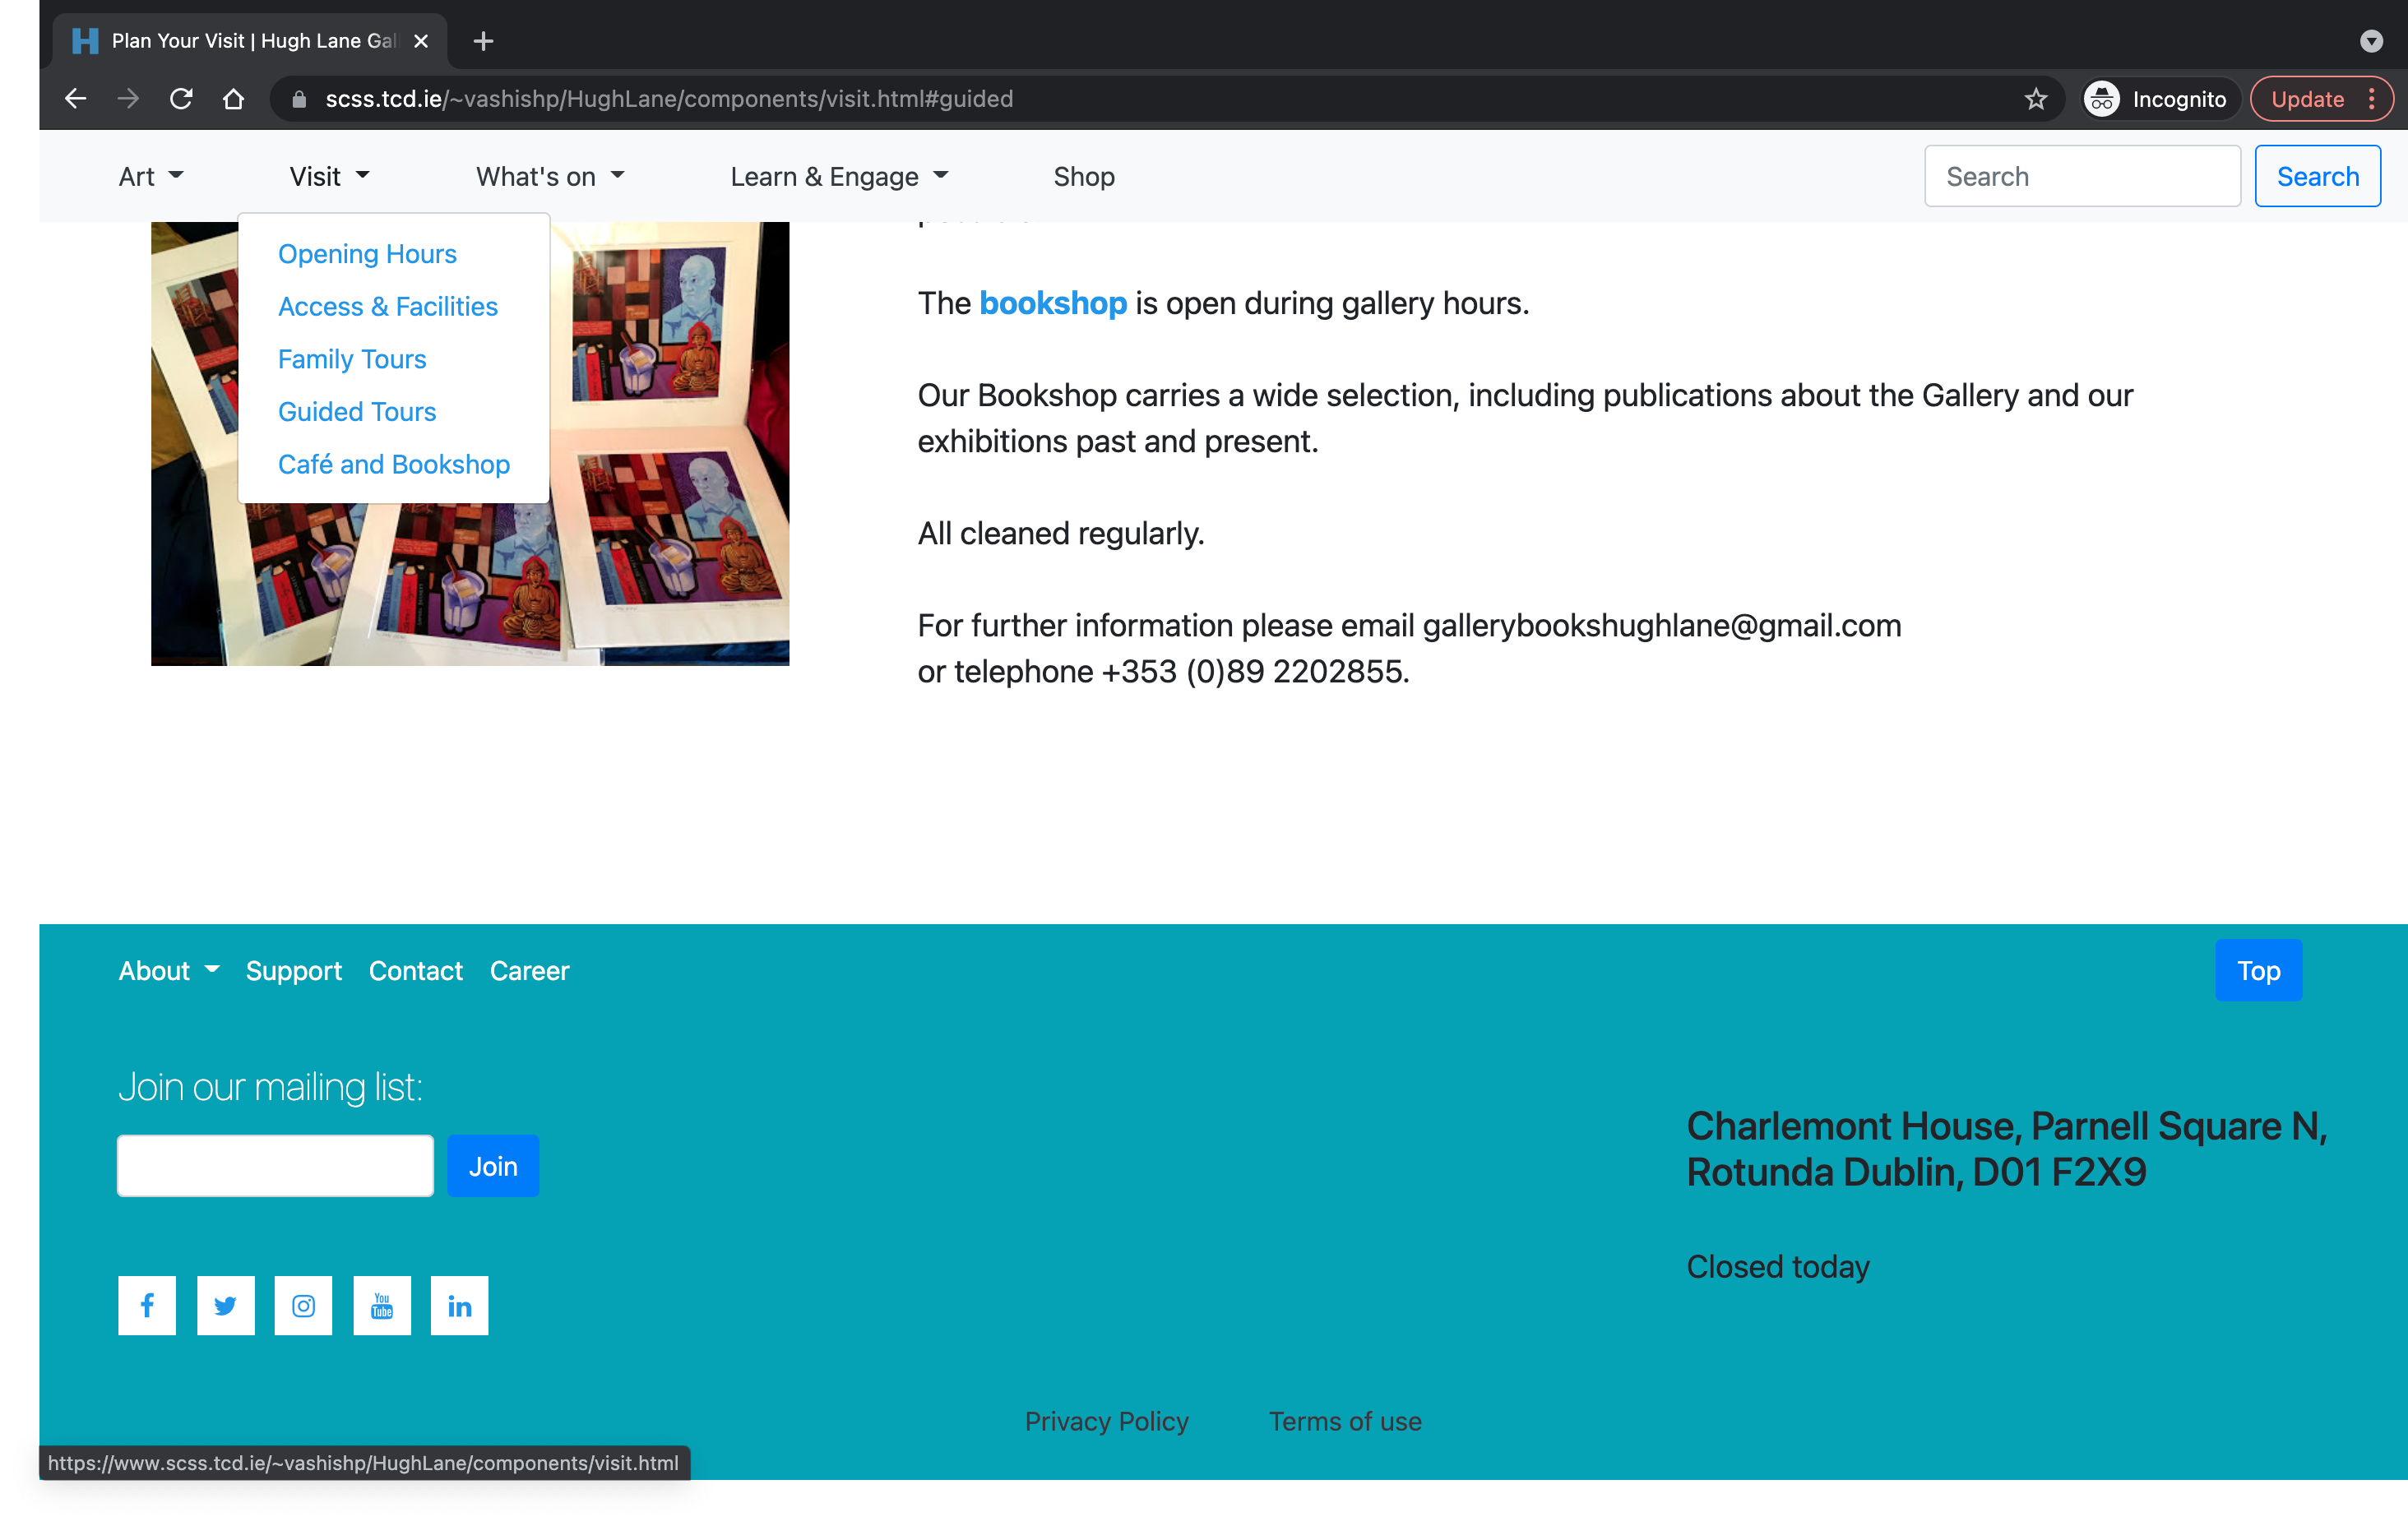 Plan Your Visit | Hugh Lane Gal
scss.tcd.ie/~vashishp/HughLane/components/visit.html#guided
Incognito
Update
Art
Visit
What's on
Learn & Engage
Shop
Search
Search
Opening Hours
Access & Facilities
Family Tours
Guided Tours
Café and Bookshop
The bookshop is open during gallery hours.
Our Bookshop carries a wide selection, including publications about the Gallery and our
exhibitions past and present.
All cleaned regularly.
For further information please email gallerybookshughlane@gmail.com
or telephone +353 (0)89 2202855.
About
Support
Contact
Career
Top
Join our mailing list:
Join
Charlemont House, Parnell Square N,
Rotunda Dublin, D01 F2X9
Closed today
You
Tube
Privacy Policy
Terms of use
https://www.scss.tcd.ie/~vashishp/HughLane/components/visit.html